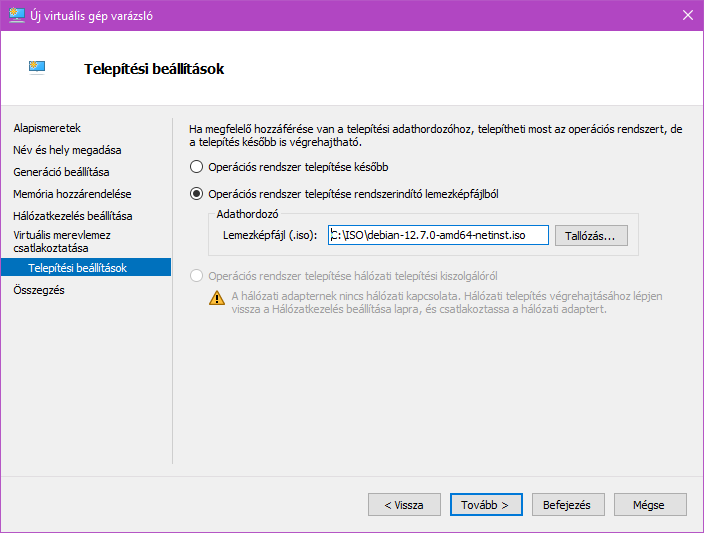 Új virtuális gép varázsló
Telepítési beállítások
Alapismeretek
Név és hely megadása
Generáció beállítása
Memória hozzárendelése
Hálózatkezelés beállítása
Virtuális merevlemez
csatlakoztatása
Telepítési beállítások
Összegzés
Ha megfelelő hozzáférése van a telepítési adathordozóhoz, telepítheti most az operációs rendszert, de
a telepítés később is végrehajtható.
Operációs rendszer telepítése később
Operációs rendszer telepítése rendszerindító lemezképfájlból
Adathordozó
Lemezképfájl (.iso):
C:\ISO\debian-12.7.0-amd64-netinst.iso
Tallózás...
Operációs rendszer telepítése hálózati telepítési kiszolgálóról
A hálózati adapternek nincs hálózati kapcsolata. Hálózati telepítés végrehajtásához lépjen
vissza a Hálózatkezelés beállítása lapra, és csatlakoztassa a hálózati adaptert.
< Vissza
Tovább >
Befejezés
Mégse